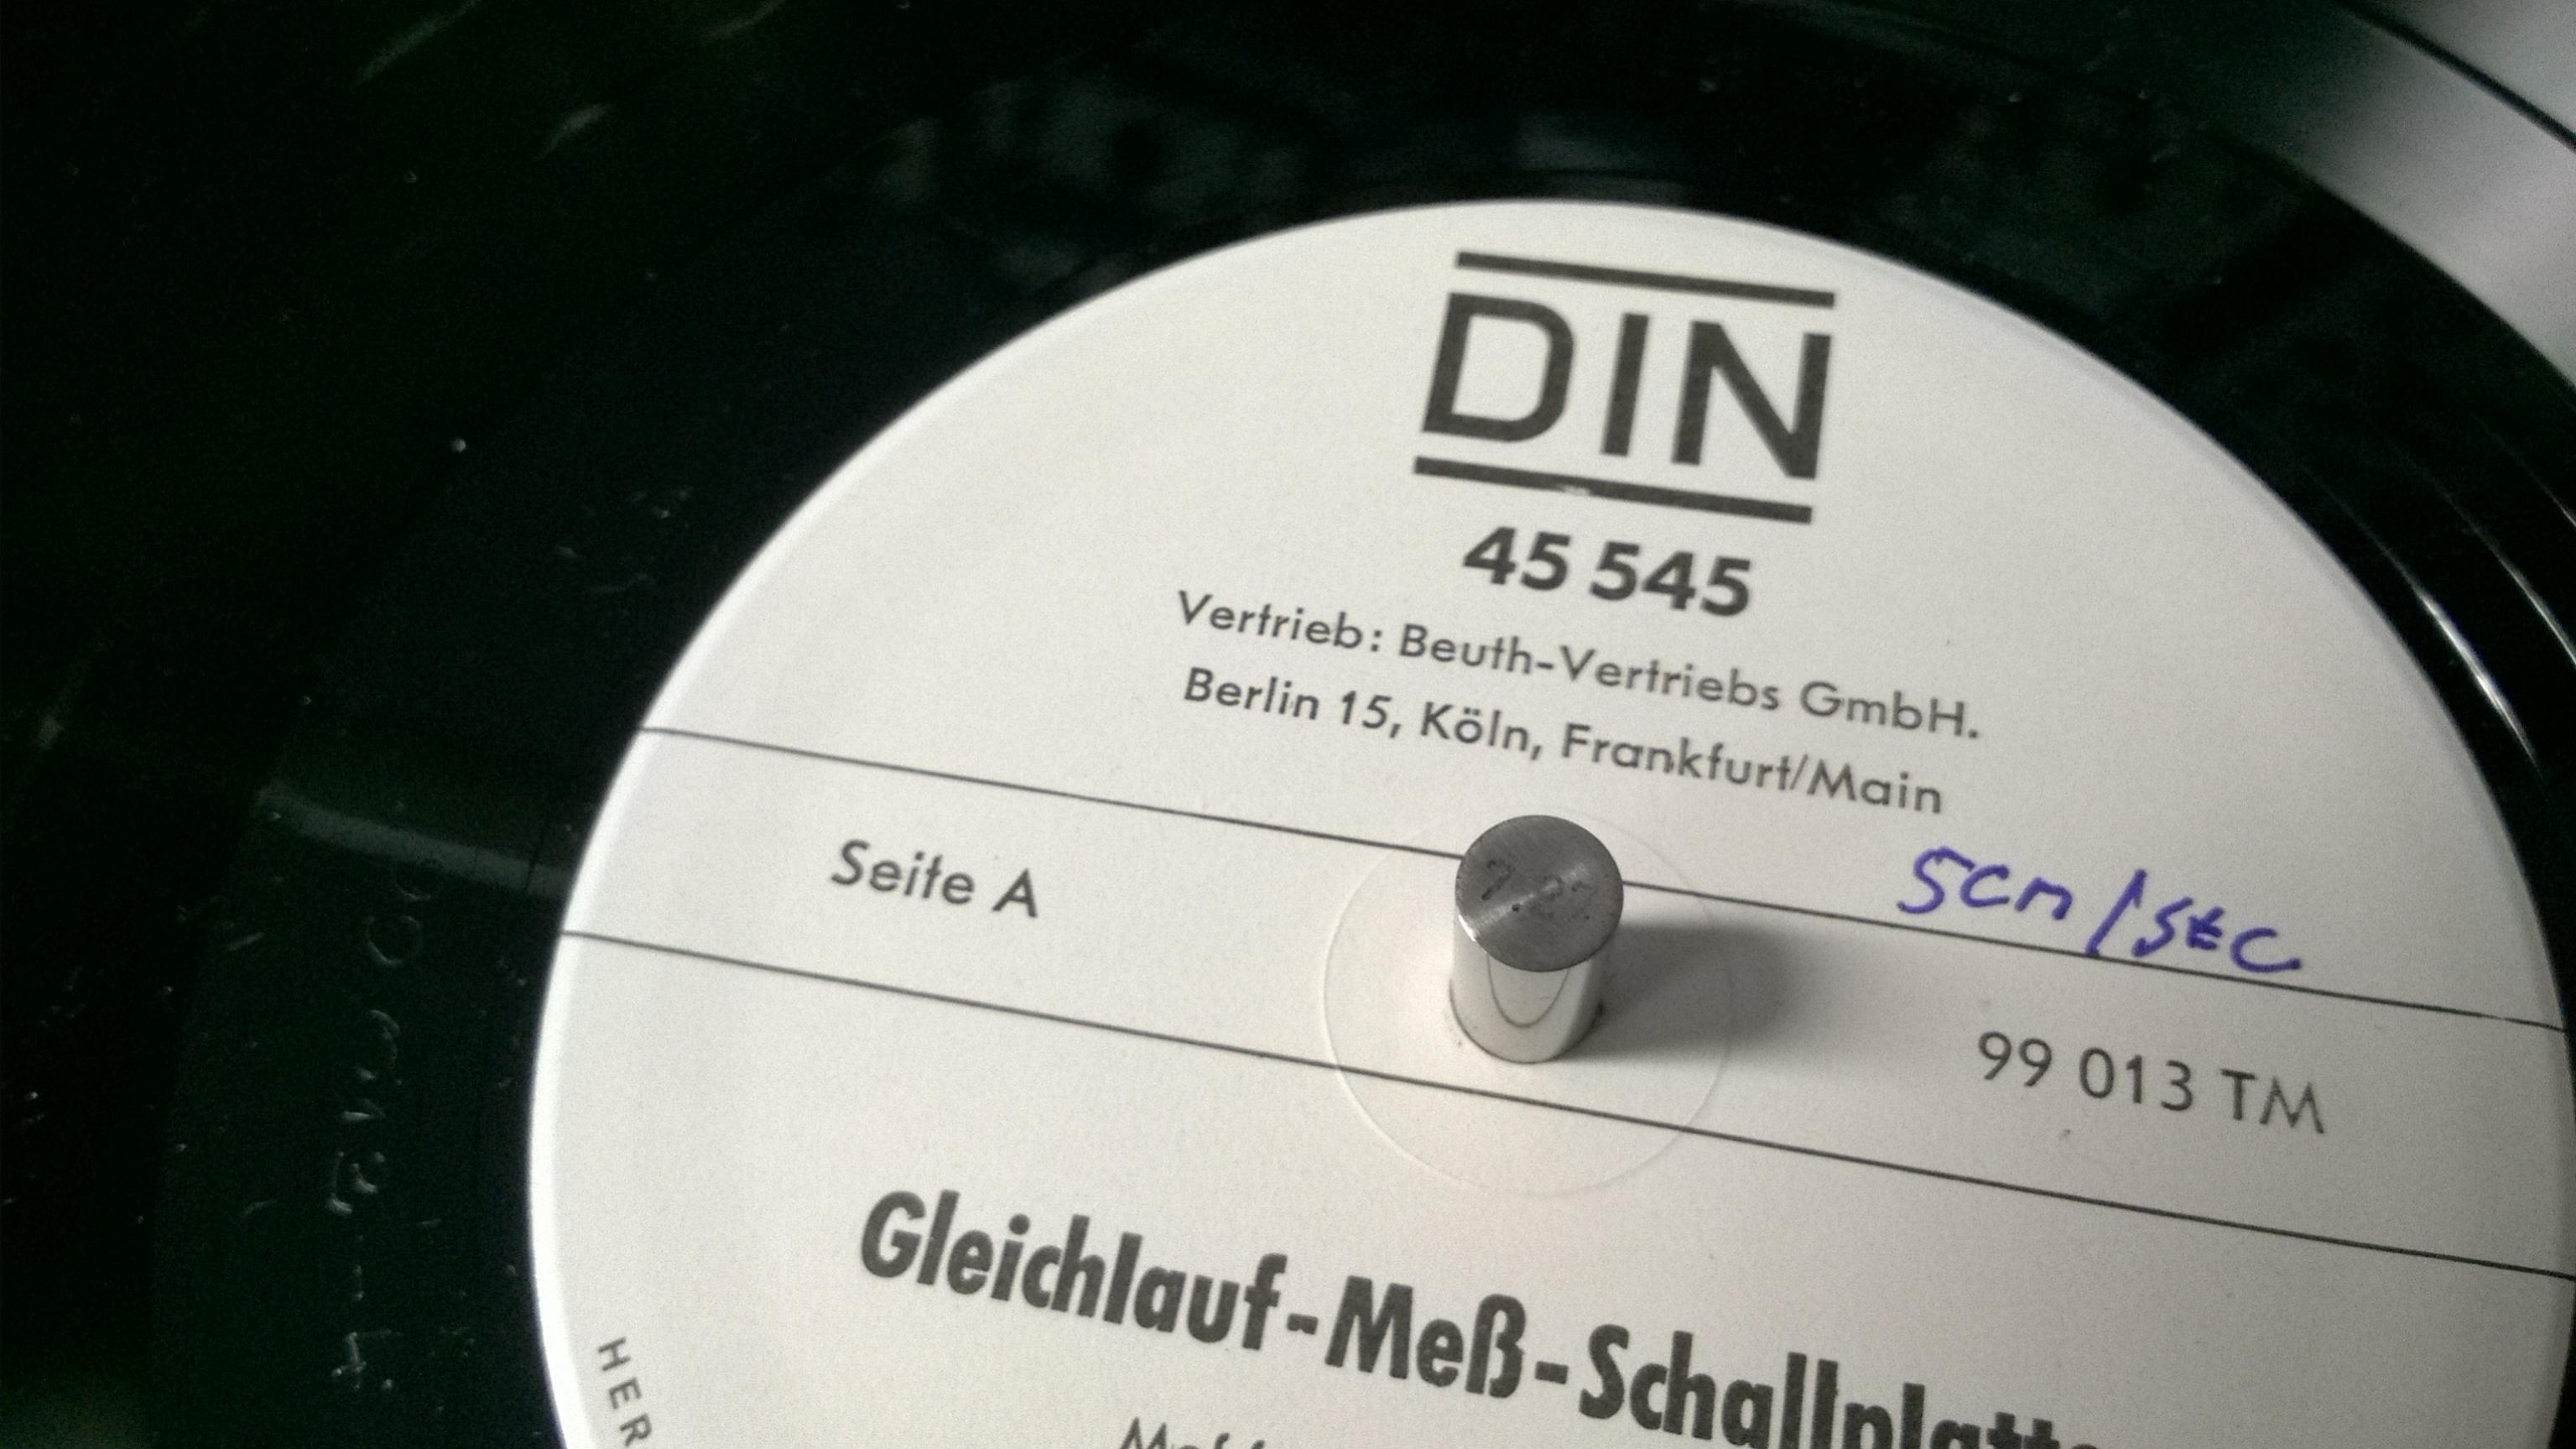 DIN
45 545
Vertrieb: Beuth-Vertriebs GmbH.
Berlin 15, Köln, Frankfurt/Main
5cm/sec
Seite A
99 013 TM
Gleichlauf-Meß-Schallplatte
HER